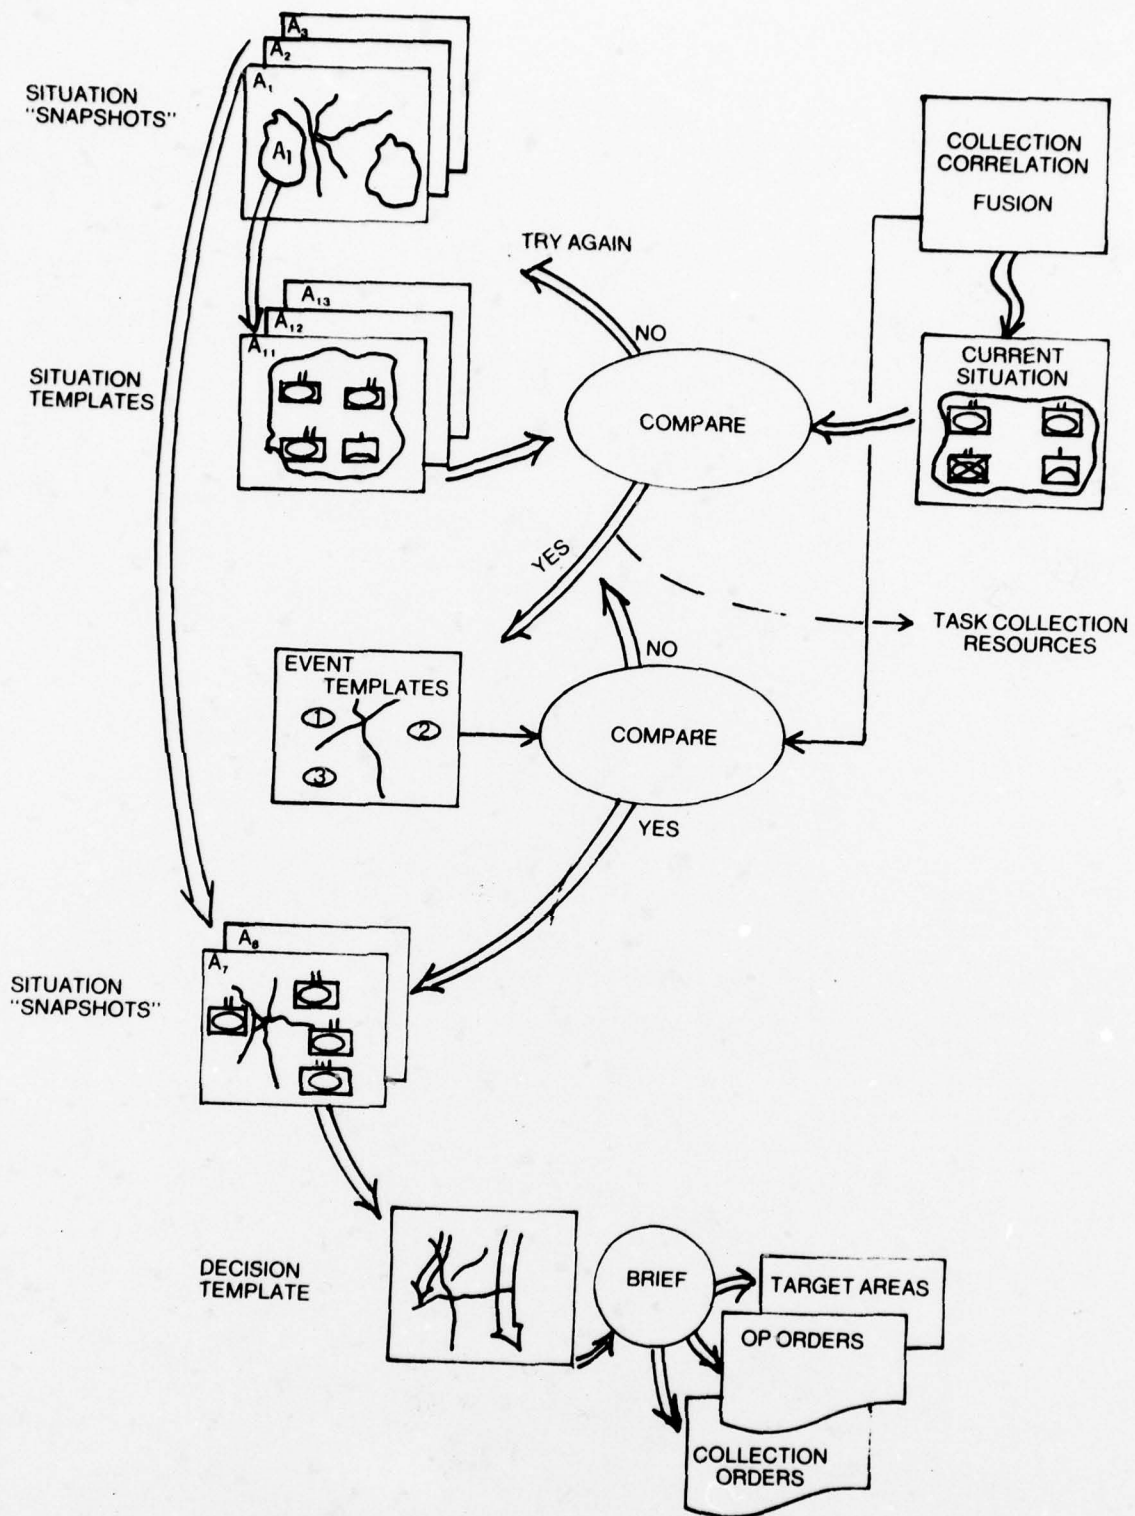 SITUATION
"SNAPSHOTS"
A₃
A₂
A₁
A1
COLLECTION
CORRELATION
FUSION
TRY AGAIN
NO
SITUATION
TEMPLATES
A₁₃
A₁₂
A₁₁
COMPARE
CURRENT
SITUATION
YES
TASK COLLECTION
RESOURCES
NO
EVENT
TEMPLATES
1
2
3
COMPARE
YES
SITUATION
"SNAPSHOTS"
A₈
A₇
DECISION
TEMPLATE
BRIEF
TARGET AREAS
OP ORDERS
COLLECTION
ORDERS